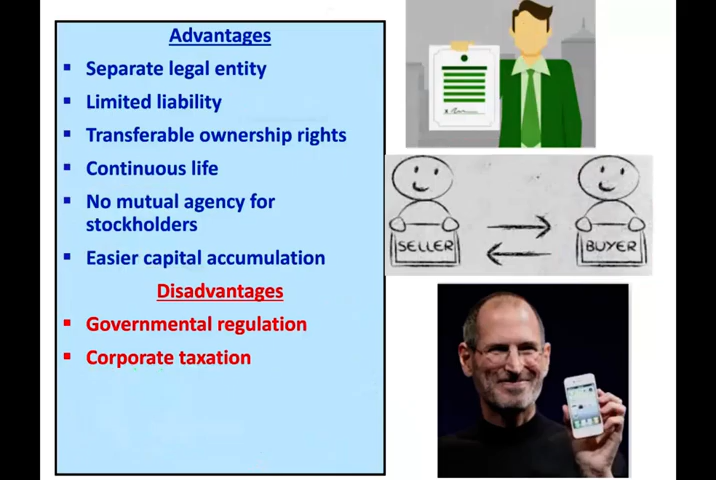 Advantages
Separate legal entity
Limited liability
Transferable ownership rights
Continuous life
No mutual agency for
stockholders
Easier capital accumulation
Disadvantages
Governmental regulation
Corporate taxation
SELLER
BUYER